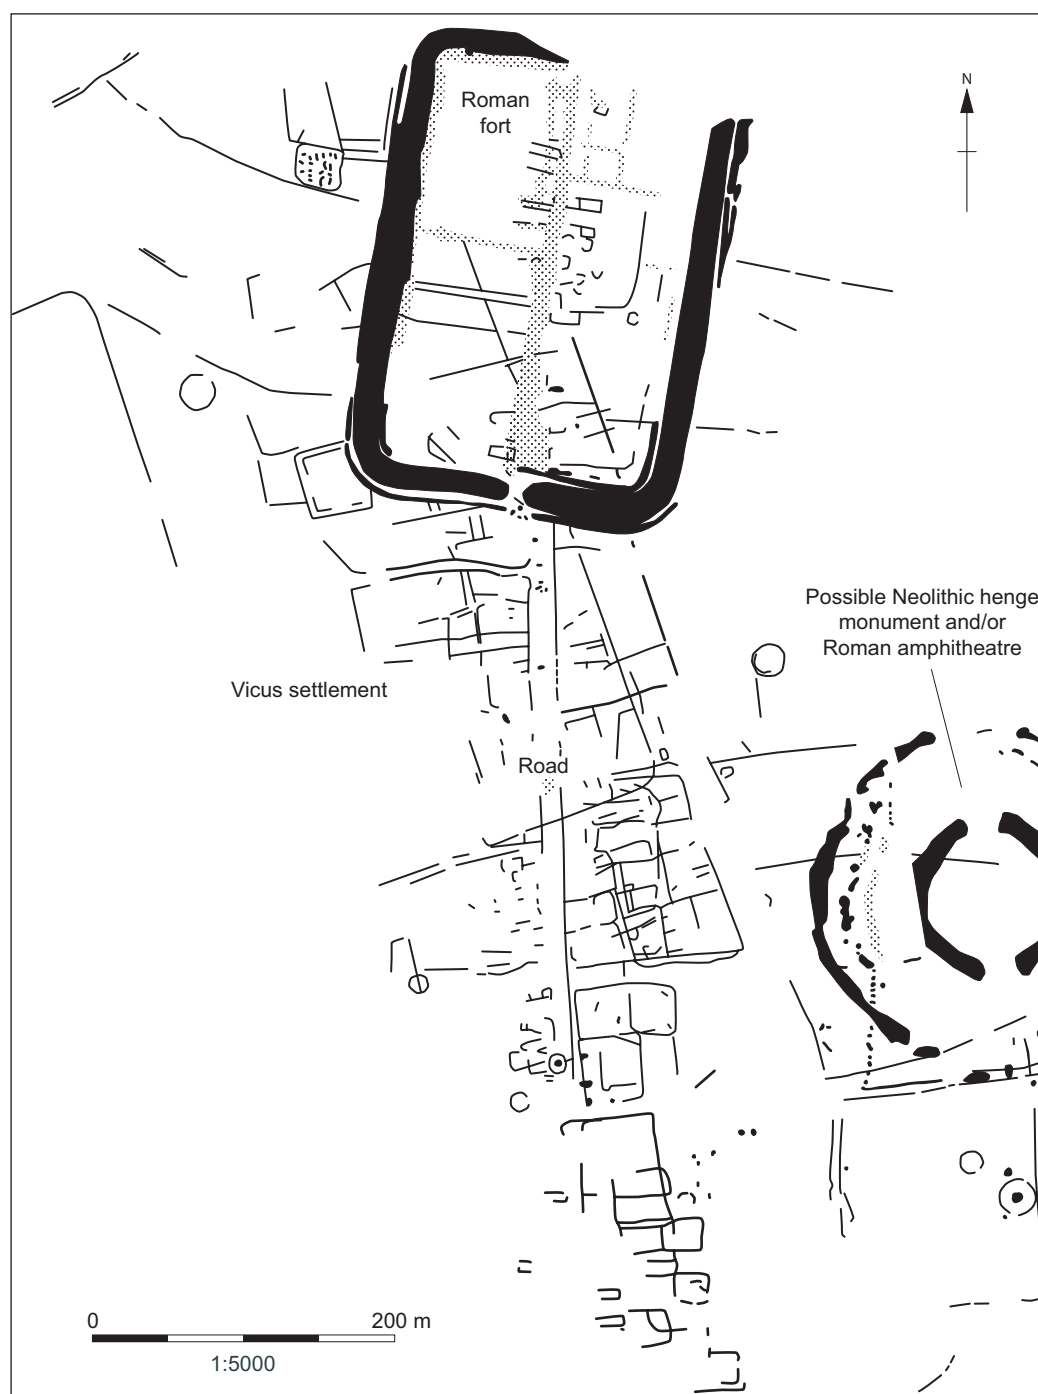 Roman
fort
N
Possible Neolithic henge
monument and/or
Roman amphitheatre
Vicus settlement
Road
0 200 m
1:5000